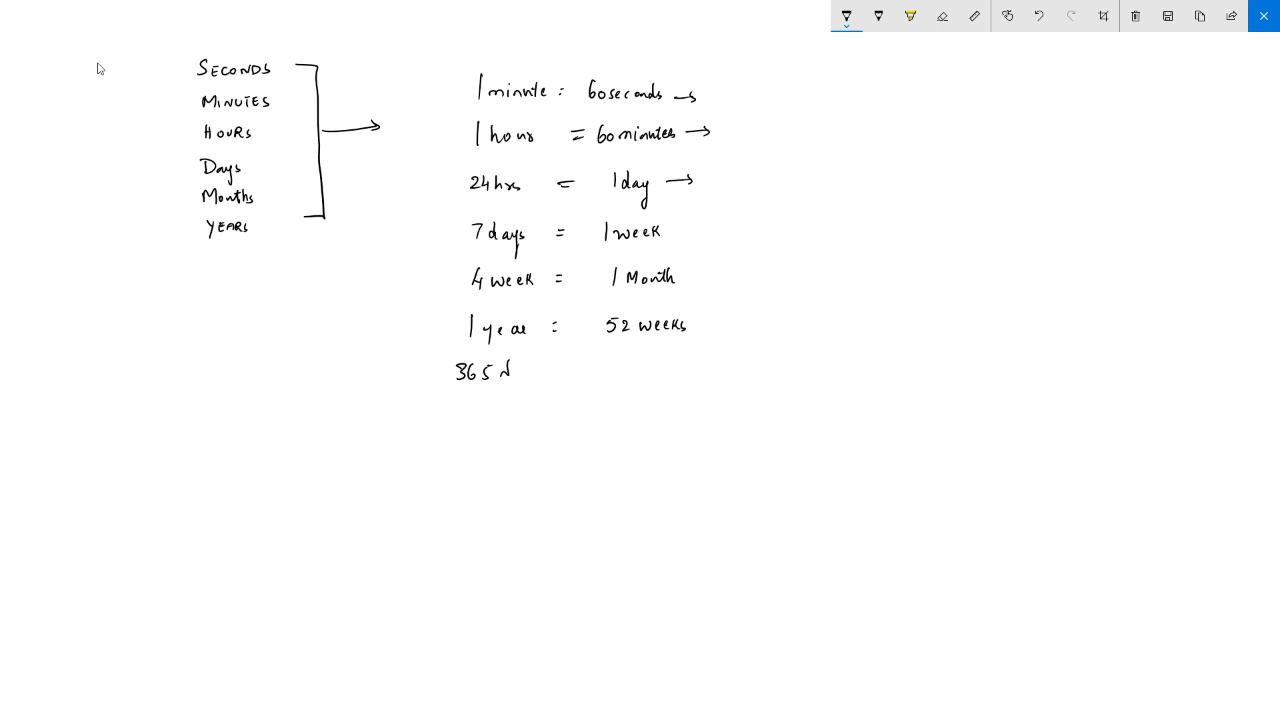 SECONDS
MINUTES
HOURS
Days
Months
YEARS
1 minute = 60 seconds →
1 hour = 60 minutes →
24 hrs = 1 day →
7 days = 1 week
4 week = 1 Month
1 year = 52 weeks
365 d